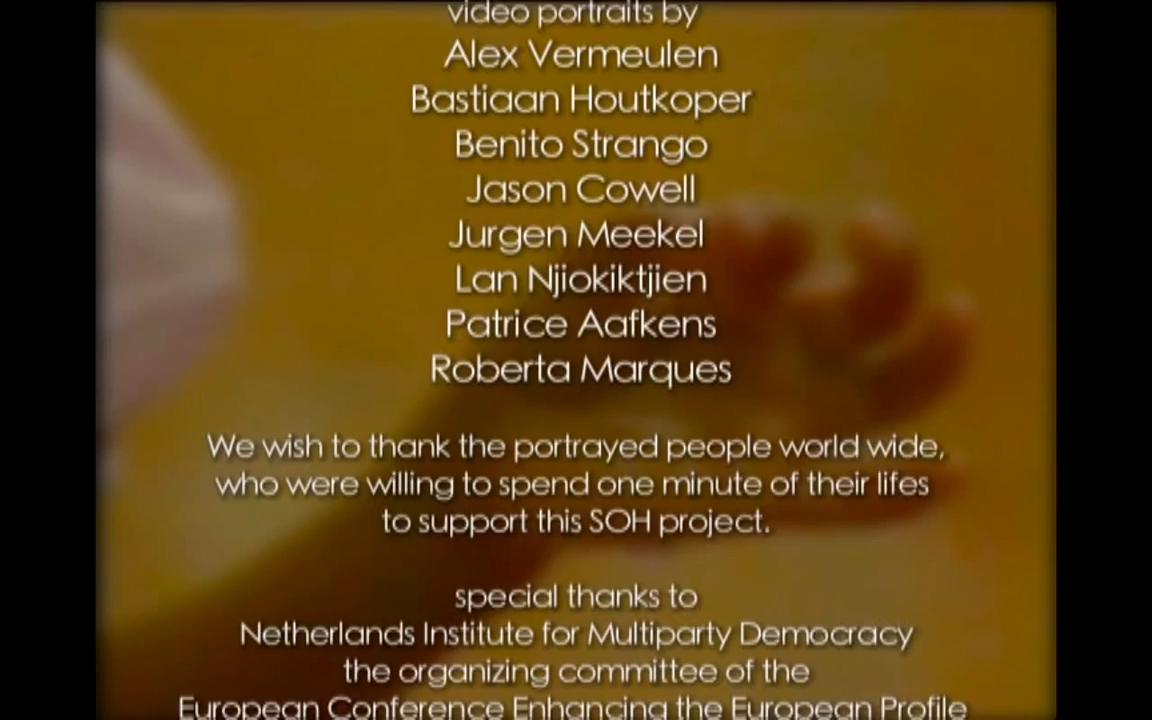 video portraits by
Alex Vermeulen
Bastiaan Houtkoper
Benito Strango
Jason Cowell
Jurgen Meekel
Lan Njiokiktjien
Patrice Aafkens
Roberta Marques
We wish to thank the portrayed people world wide,
who were willing to spend one minute of their lifes
to support this SOH project.
special thanks to
Netherlands Institute for Multiparty Democracy
the organizing committee of the
European Conference Enhancing the European Profile